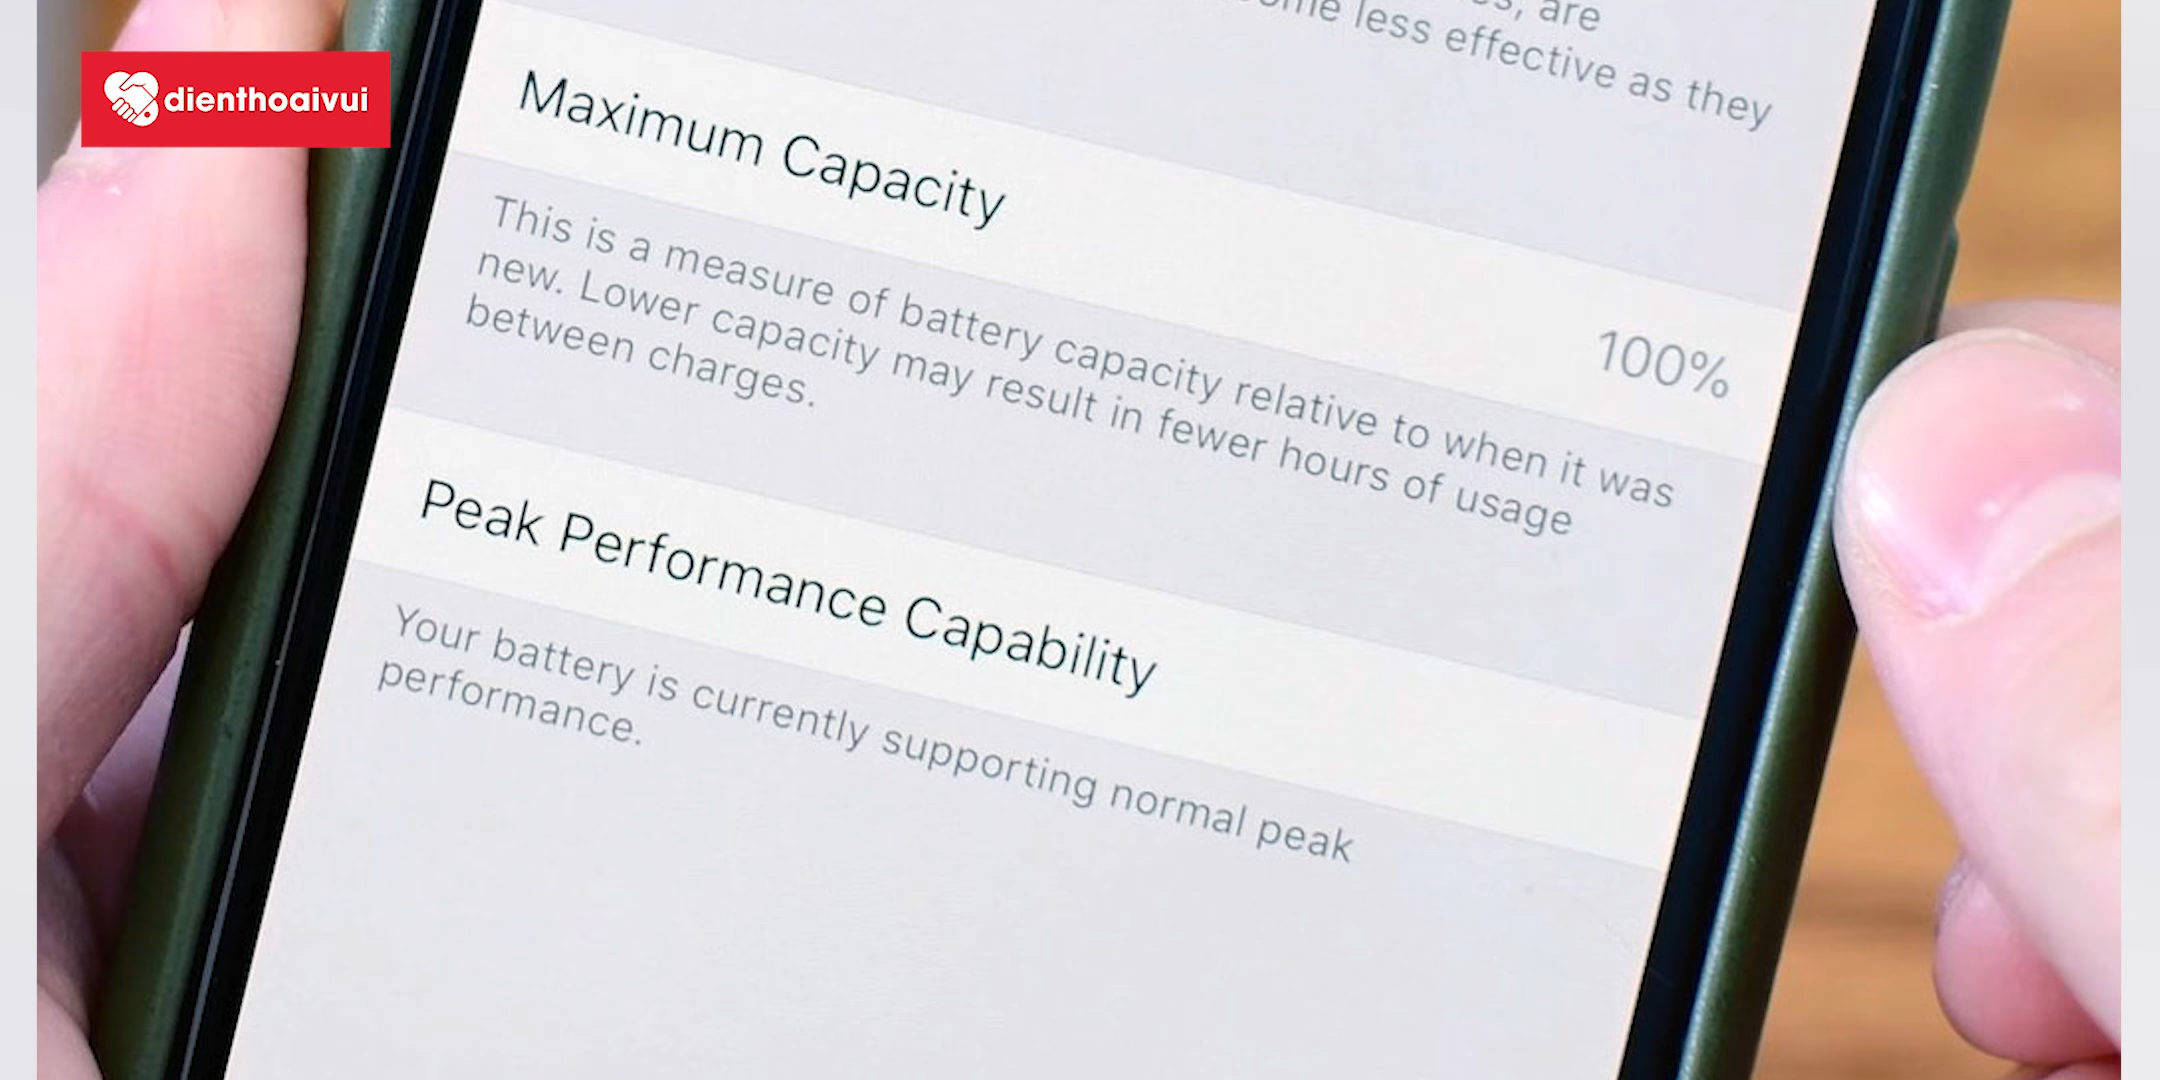 dienthoaivui
are
less effective as they
Maximum Capacity
100%
This is a measure of battery capacity relative to when it was
new. Lower capacity may result in fewer hours of usage
between charges.
Peak Performance Capability
Your battery is currently supporting normal peak
performance.